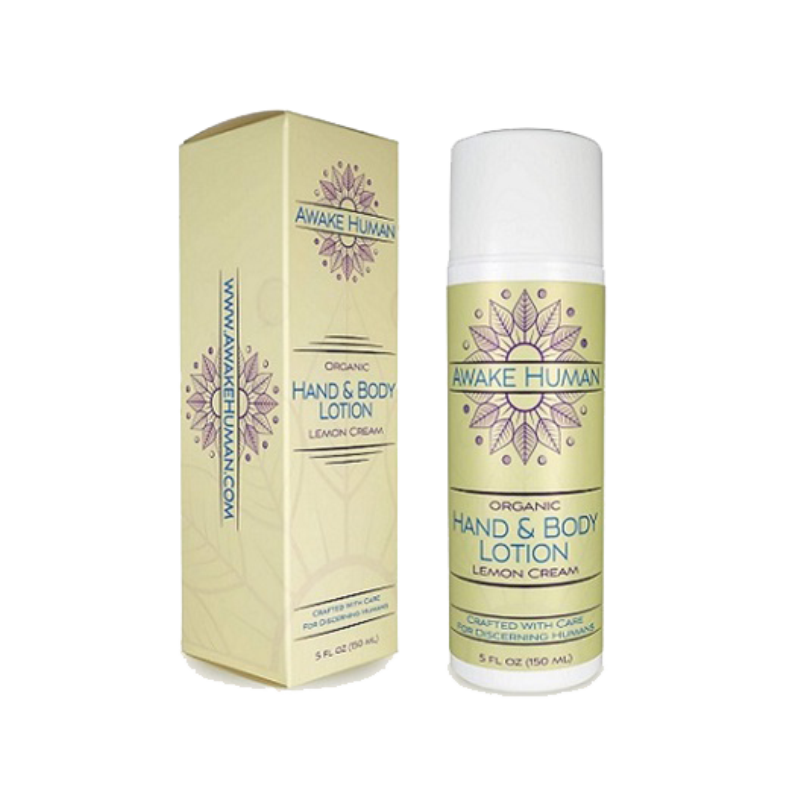 AWAKE HUMAN
WWW.AWAKEHUMAN.COM
ORGANIC
HAND & BODY
LOTION
LEMON CREAM
CRAFTED WITH CARE
FOR DISCERNING HUMANS
5 FL OZ (150 ML)
AWAKE HUMAN
ORGANIC
HAND & BODY
LOTION
LEMON CREAM
CRAFTED WITH CARE
FOR DISCERNING HUMANS
5 FL OZ (150 ML)